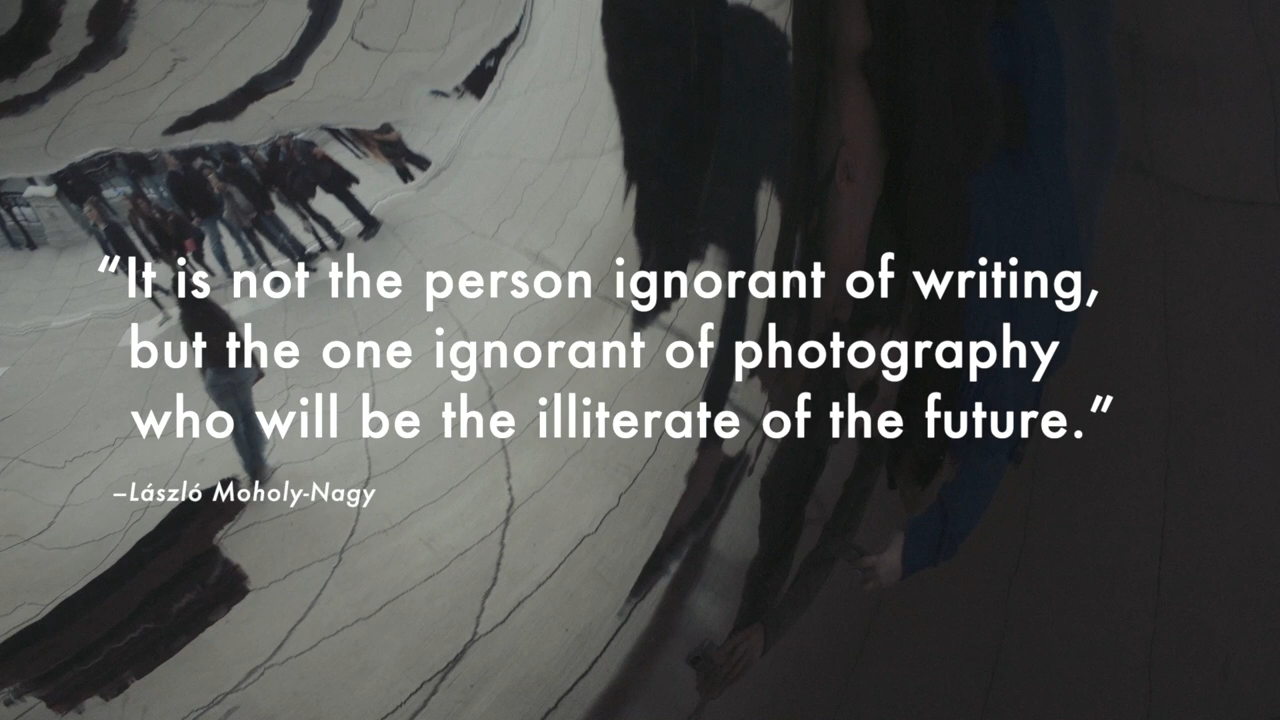 “It is not the person ignorant of writing,
but the one ignorant of photography
who will be the illiterate of the future.”
–László Moholy-Nagy